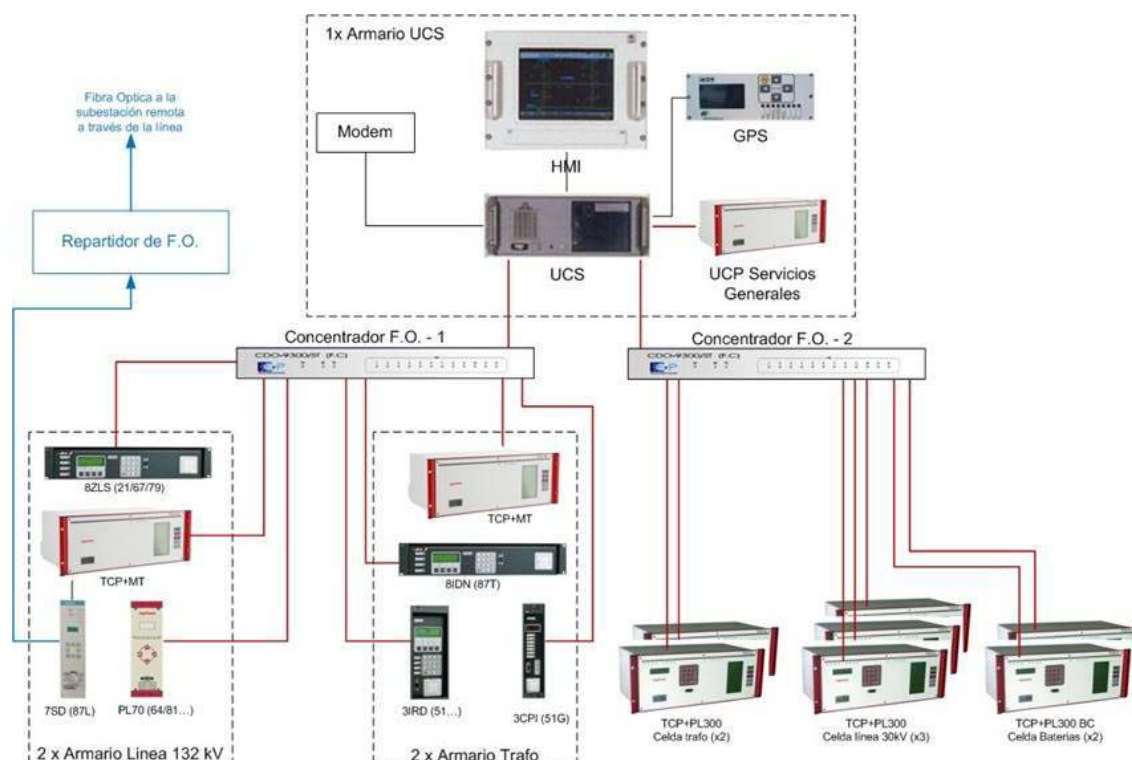 1x Armario UCS
Fibra Optica a la
subestación remota
a través de la línea
Modem
HMI
GPS
Repartidor de F.O.
UCS
UCP Servicios
Generales
Concentrador F.O. - 1
Concentrador F.O. - 2
8ZLS (21/67/79)
TCP+MT
7SD (87L)
PL70 (64/81...)
2 x Armario Linea 132 kV
TCP+MT
8IDN (87T)
3IRD (51...)
3CPI (51G)
2 x Armario Trafo
TCP+PL300
Celda trafo (x2)
TCP+PL300
Celda línea 30kV (x3)
TCP+PL300 BC
Celda Baterias (x2)